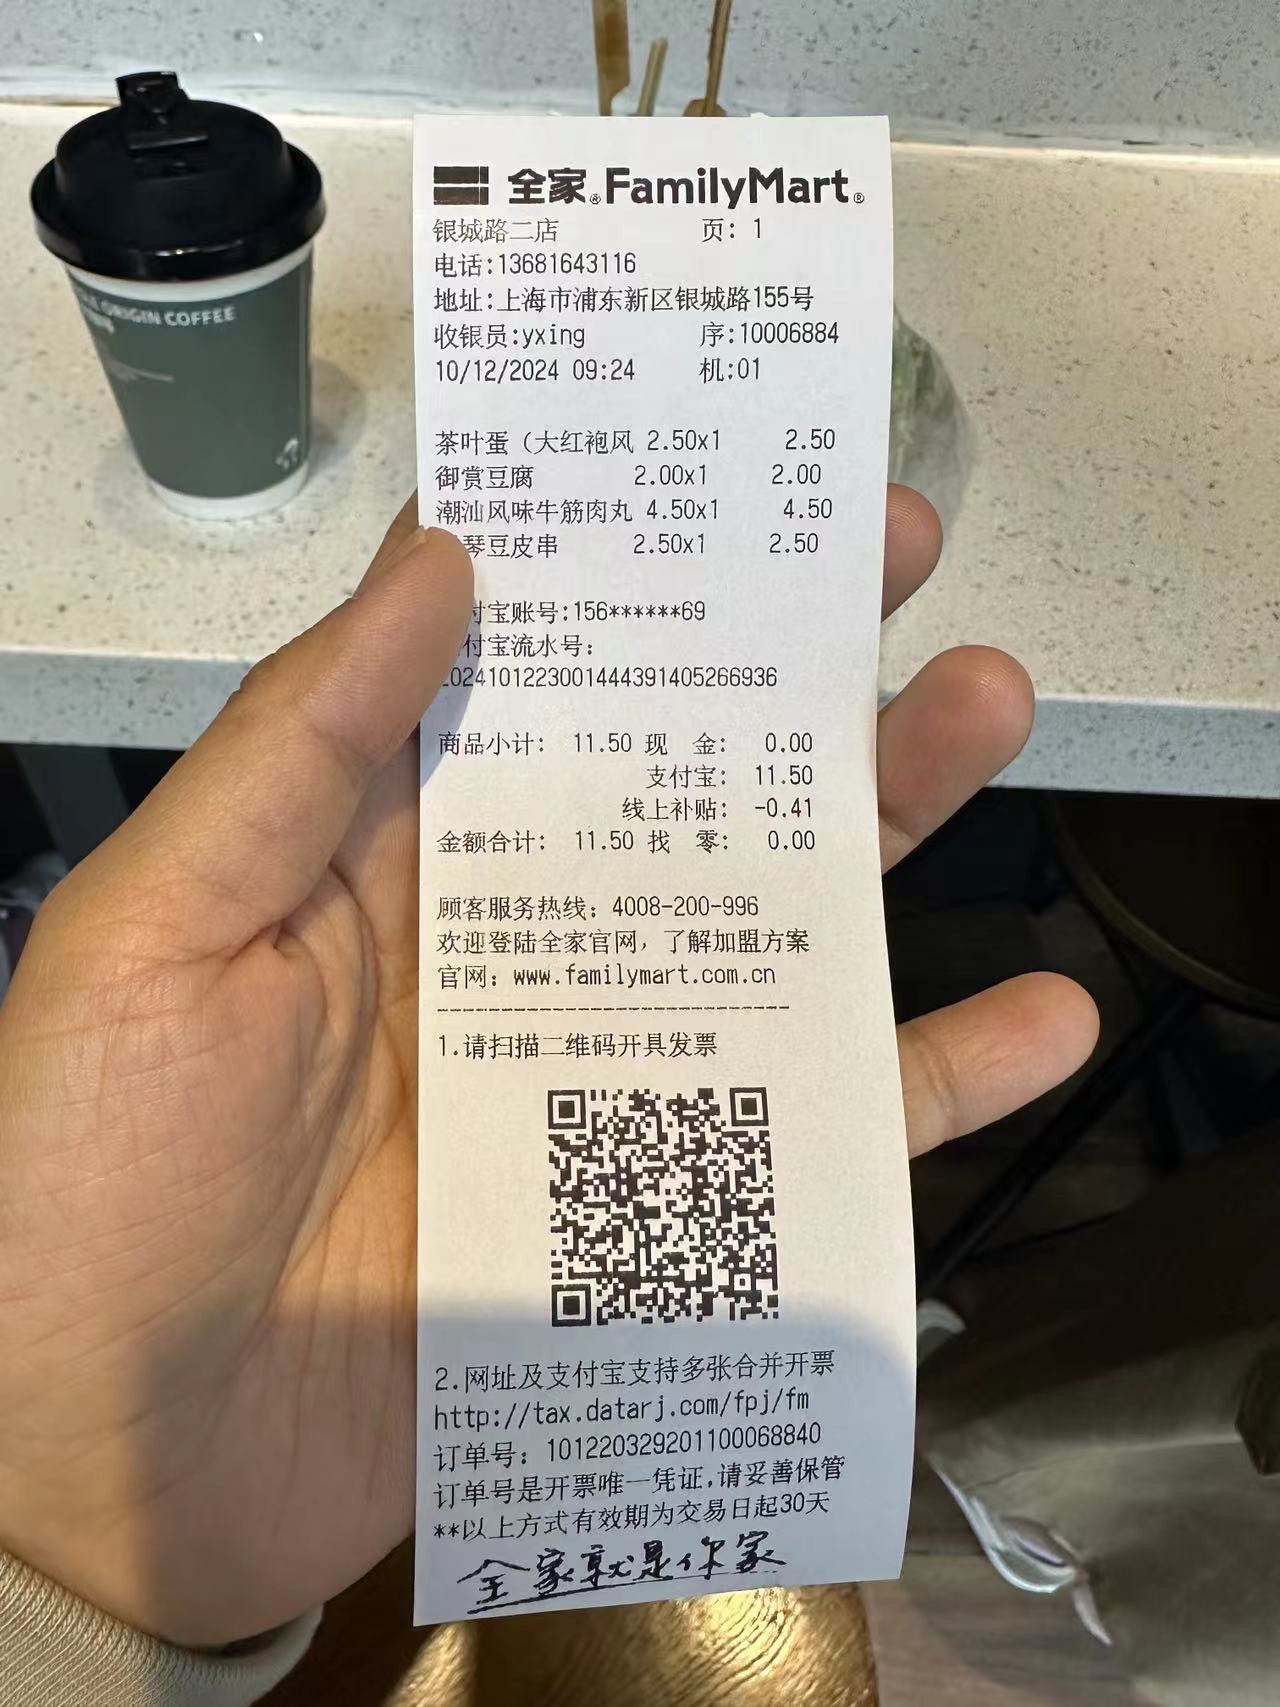 ORIGIN COFFEE
全家® FamilyMart®
银城路二店 页: 1
电话:13681643116
地址:上海市浦东新区银城路155号
收银员:yxing 序:10006884
10/12/2024 09:24 机:01
茶叶蛋（大红袍风 2.50x1 2.50
御赏豆腐 2.00x1 2.00
潮汕风味牛筋肉丸 4.50x1 4.50
琴豆皮串 2.50x1 2.50
付宝账号:156******69
付宝流水号:
2024101223001444391405266936
商品小计: 11.50 现 金: 0.00
支付宝: 11.50
线上补贴: -0.41
金额合计: 11.50 找 零: 0.00
顾客服务热线: 4008-200-996
欢迎登陆全家官网，了解加盟方案
官网: www.familymart.com.cn
----------------------------
1.请扫描二维码开具发票
2.网址及支付宝支持多张合并开票
http://tax.datarj.com/fpj/fm
订单号: 101220329201100068840
订单号是开票唯一凭证,请妥善保管
**以上方式有效期为交易日起30天
全家就是你家